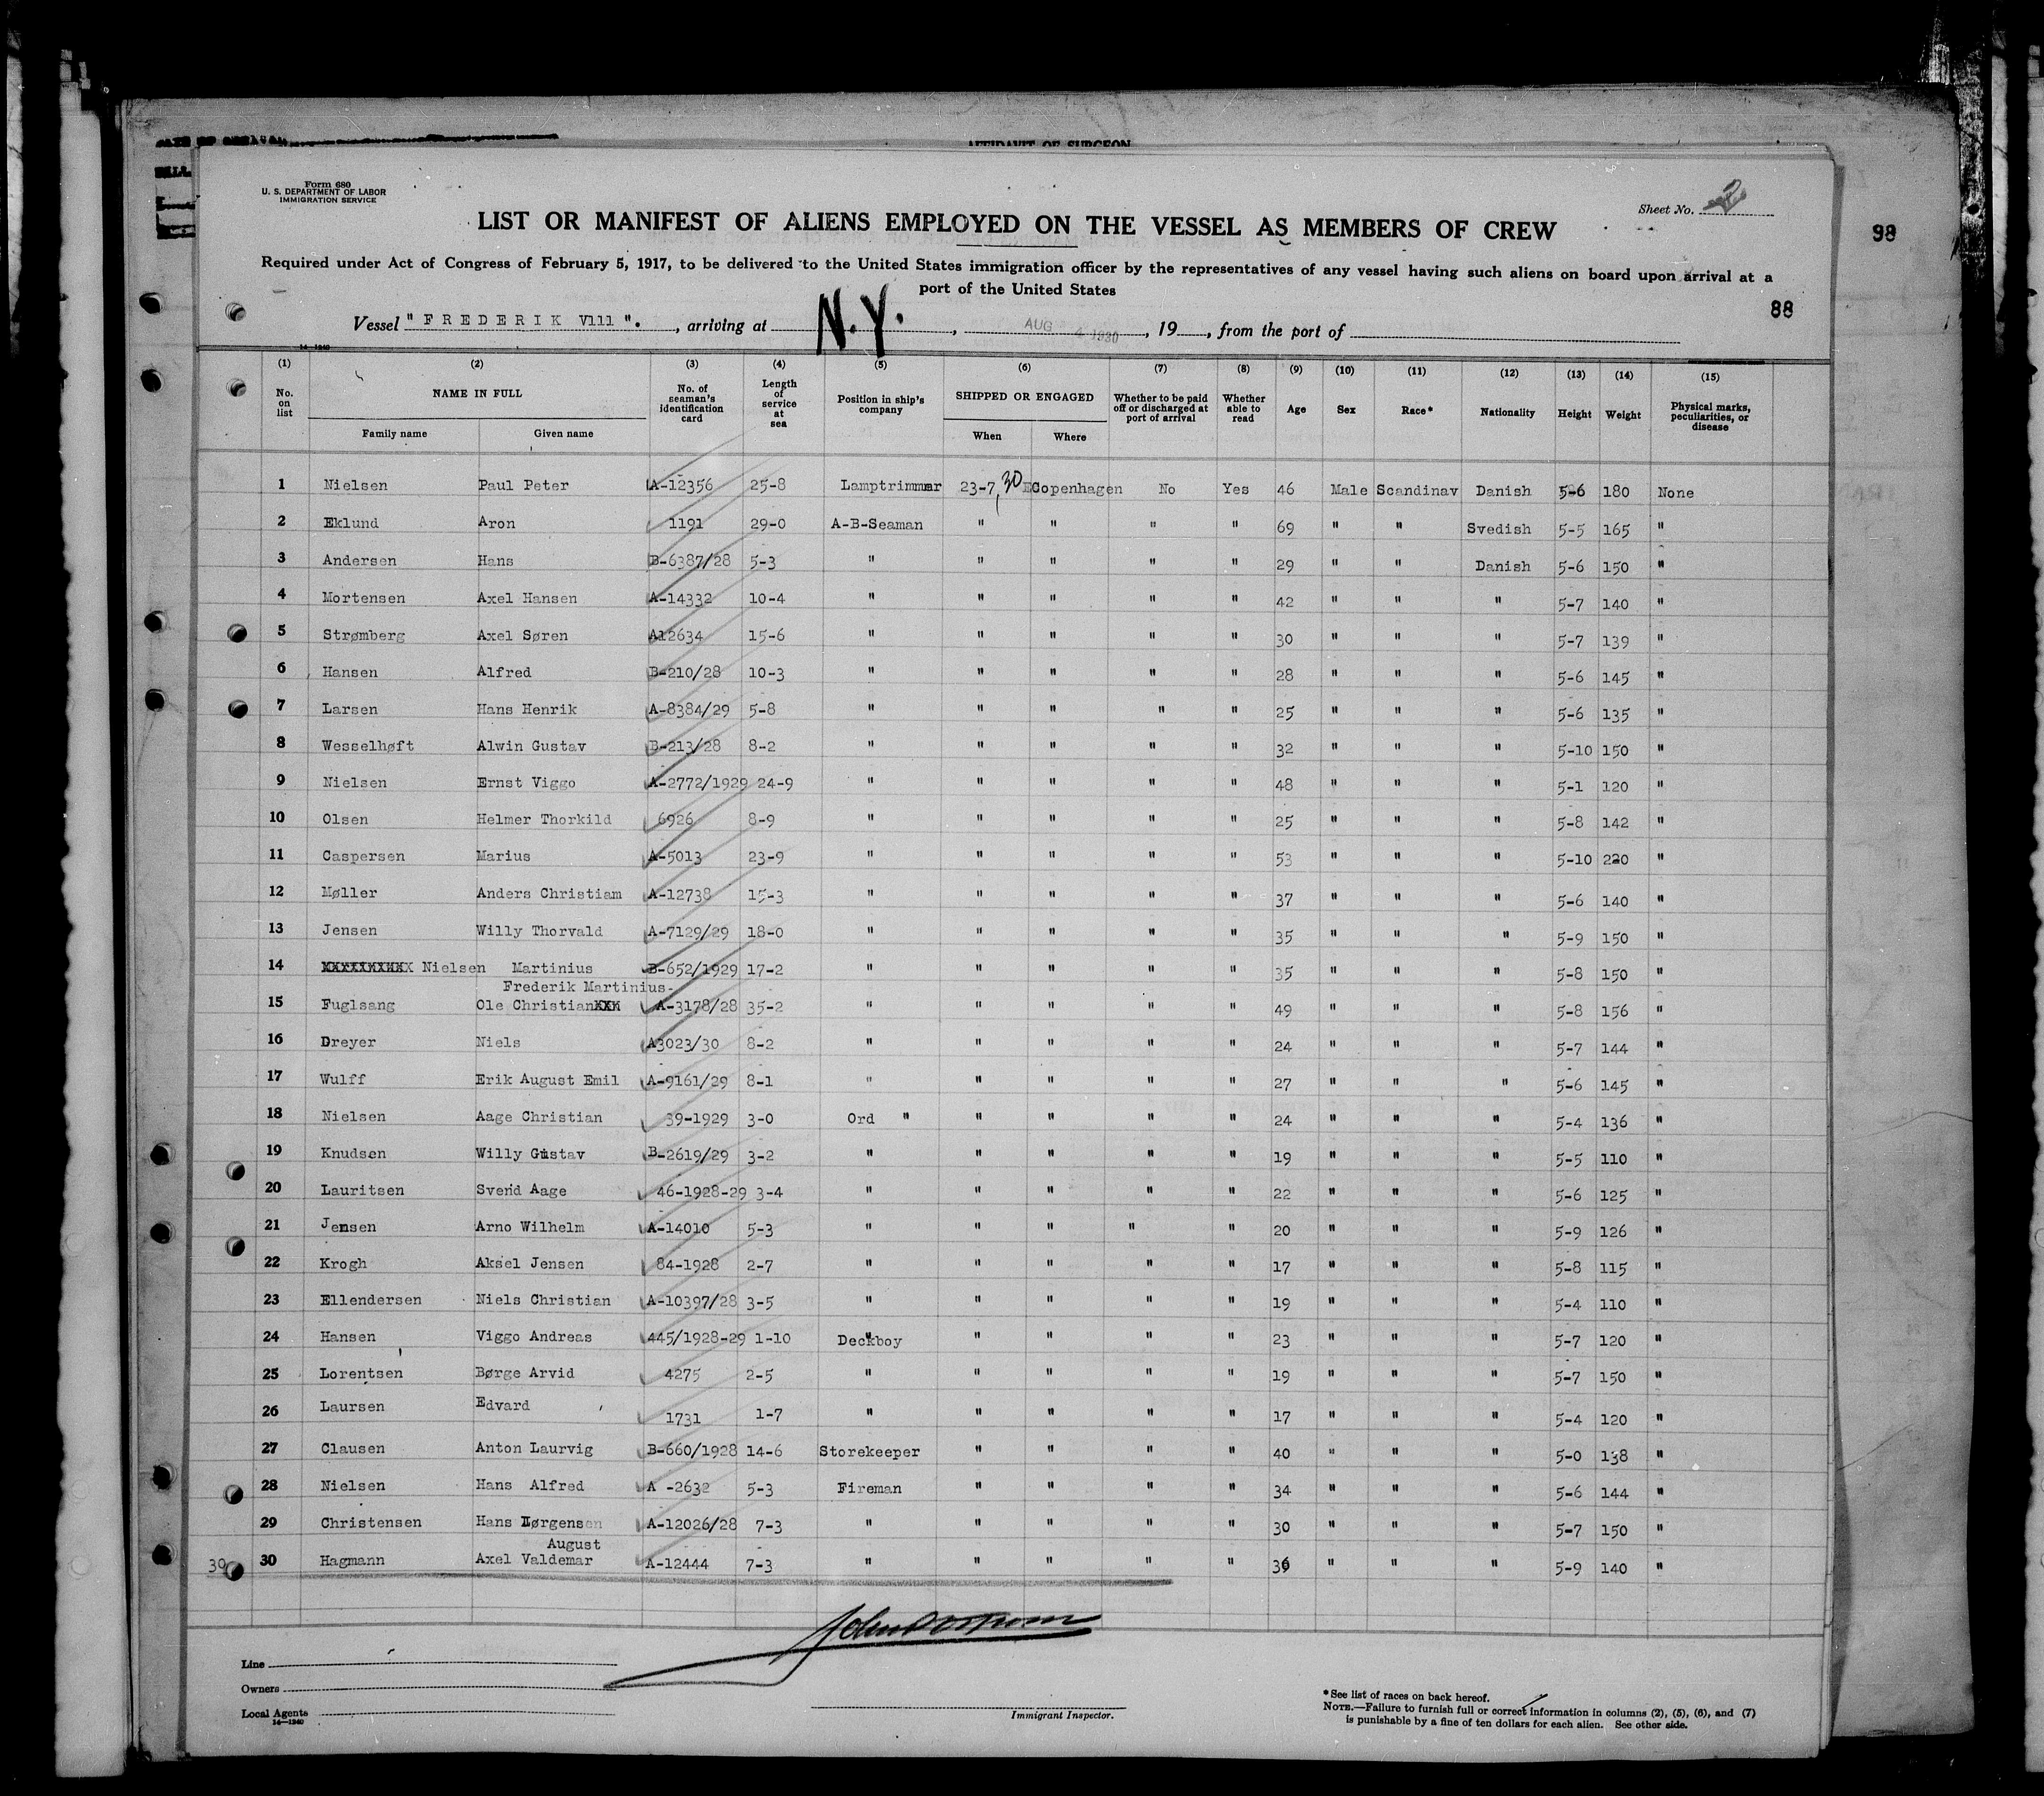 AFFIDAVIT OF SURGEON
Form 680
U. S. DEPARTMENT OF LABOR
IMMIGRATION SERVICE
Sheet No. 2
LIST OR MANIFEST OF ALIENS EMPLOYED ON THE VESSEL AS MEMBERS OF CREW
98
Required under Act of Congress of February 5, 1917, to be delivered to the United States immigration officer by the representatives of any vessel having such aliens on board upon arrival at a
port of the United States
88
Vessel " FREDERIK V111 ". , arriving at N.Y. , AUG 4 1930 , 19 , from the port of
14-1240
(1) (2) (3) (4) (5) (6) (7) (8) (9) (10) (11) (12) (13) (14) (15)
No. on list NAME IN FULL Family name Given name No. of seaman's identification card Length of service at sea Position in ship's company SHIPPED OR ENGAGED When Where Whether to be paid off or discharged at port of arrival Whether able to read Age Sex Race* Nationality Height Weight Physical marks, peculiarities, or disease
1 Nielsen Paul Peter A-12356 25-8 Lamptrimmer 23-7 30 Copenhagen No Yes 46 Male Scandinav Danish 5-6 180 None
2 Eklund Aron 1191 29-0 A-B-Seaman " " " " 69 " " Svedish 5-5 165 "
3 Andersen Hans B-6387/28 5-3 " " " " " 29 " " Danish 5-6 150 "
4 Mortensen Axel Hansen A-14332 10-4 " " " " " 42 " " " 5-7 140 "
5 Strømberg Axel Søren A12634 15-6 " " " " " 30 " " " 5-7 139 "
6 Hansen Alfred B-210/28 10-3 " " " " " 28 " " " 5-6 145 "
7 Larsen Hans Henrik A-8384/29 5-8 " " " " " 25 " " " 5-6 135 "
8 Wesselhøft Alwin Gustav B-213/28 8-2 " " " " " 32 " " " 5-10 150 "
9 Nielsen Ernst Viggo A-2772/1929 24-9 " " " " " 48 " " " 5-1 120 "
10 Olsen Helmer Thorkild 6926 8-9 " " " " " 25 " " " 5-8 142 "
11 Caspersen Marius A-5013 23-9 " " " " " 53 " " " 5-10 220 "
12 Møller Anders Christiam A-12738 15-3 " " " " " 37 " " " 5-6 140 "
13 Jensen Willy Thorvald A-7129/29 18-0 " " " " " 35 " " " 5-9 150 "
14 Nielsen Martinius B-652/1929 17-2 " " " " " 35 " " " 5-8 150 "
Frederik Martinius-
15 Fuglsang Ole Christian A-3178/28 35-2 " " " " " 49 " " " 5-8 156 "
16 Dreyer Niels A3023/30 8-2 " " " " " 24 " " " 5-7 144 "
17 Wulff Erik August Emil A-9161/29 8-1 " " " " " 27 " " " 5-6 145 "
18 Nielsen Aage Christian 39-1929 3-0 Ord " " " " " 24 " " " 5-4 136 "
19 Knudsen Willy Gustav B-2619/29 3-2 " " " " " 19 " " " 5-5 110 "
20 Lauritsen Svend Aage 46-1928-29 3-4 " " " " " 22 " " " 5-6 125 "
21 Jensen Arno Wilhelm A-14010 5-3 " " " " " 20 " " " 5-9 126 "
22 Krogh Aksel Jensen 84-1928 2-7 " " " " " 17 " " " 5-8 115 "
23 Ellendersen Niels Christian A-10397/28 3-5 " " " " " 19 " " " 5-4 110 "
24 Hansen Viggo Andreas 445/1928-29 1-10 Deckboy " " " " 23 " " " 5-7 120 "
25 Lorentsen Børge Arvid 4275 2-5 " " " " " 19 " " " 5-7 150 "
26 Laursen Edvard 1731 1-7 " " " " " 17 " " " 5-4 120 "
27 Clausen Anton Laurvig B-660/1928 14-6 Storekeeper " " " " 40 " " " 5-0 138 "
28 Nielsen Hans Alfred A -2632 5-3 Fireman " " " " 34 " " " 5-6 144 "
29 Christensen Hans Jørgensen A-12026/28 7-3 " " " " " 30 " " " 5-7 150 "
August
30 30 Hagmann Axel Valdemar A-12444 7-3 " " " " " 36 " " " 5-9 140 "
Line
Owners
Local Agents
14-1240
Immigrant Inspector.
*See list of races on back hereof.
NOTE.—Failure to furnish full or correct information in columns (2), (5), (6), and (7)
is punishable by a fine of ten dollars for each alien. See other side.